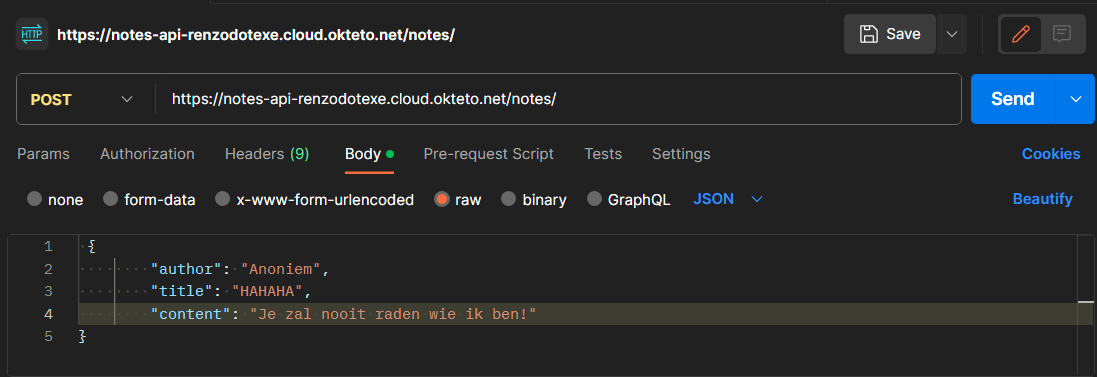 HTTP https://notes-api-renzodotexe.cloud.okteto.net/notes/ Save
POST https://notes-api-renzodotexe.cloud.okteto.net/notes/ Send
Params Authorization Headers (9) Body Pre-request Script Tests Settings Cookies
none form-data x-www-form-urlencoded raw binary GraphQL JSON Beautify
1 {
2 "author": "Anoniem",
3 "title": "HAHAHA",
4 "content": "Je zal nooit raden wie ik ben!"
5 }